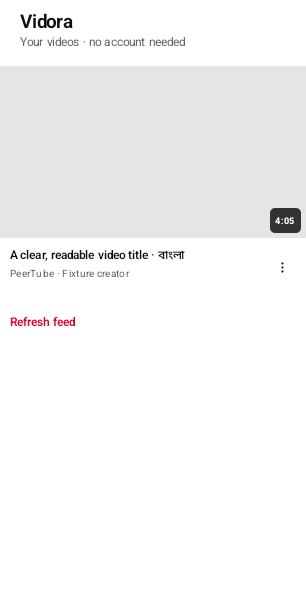 Vidora
Your videos · no account needed
4:05
A clear, readable video title · বাংলা
PeerTube · Fixture creator
Refresh feed